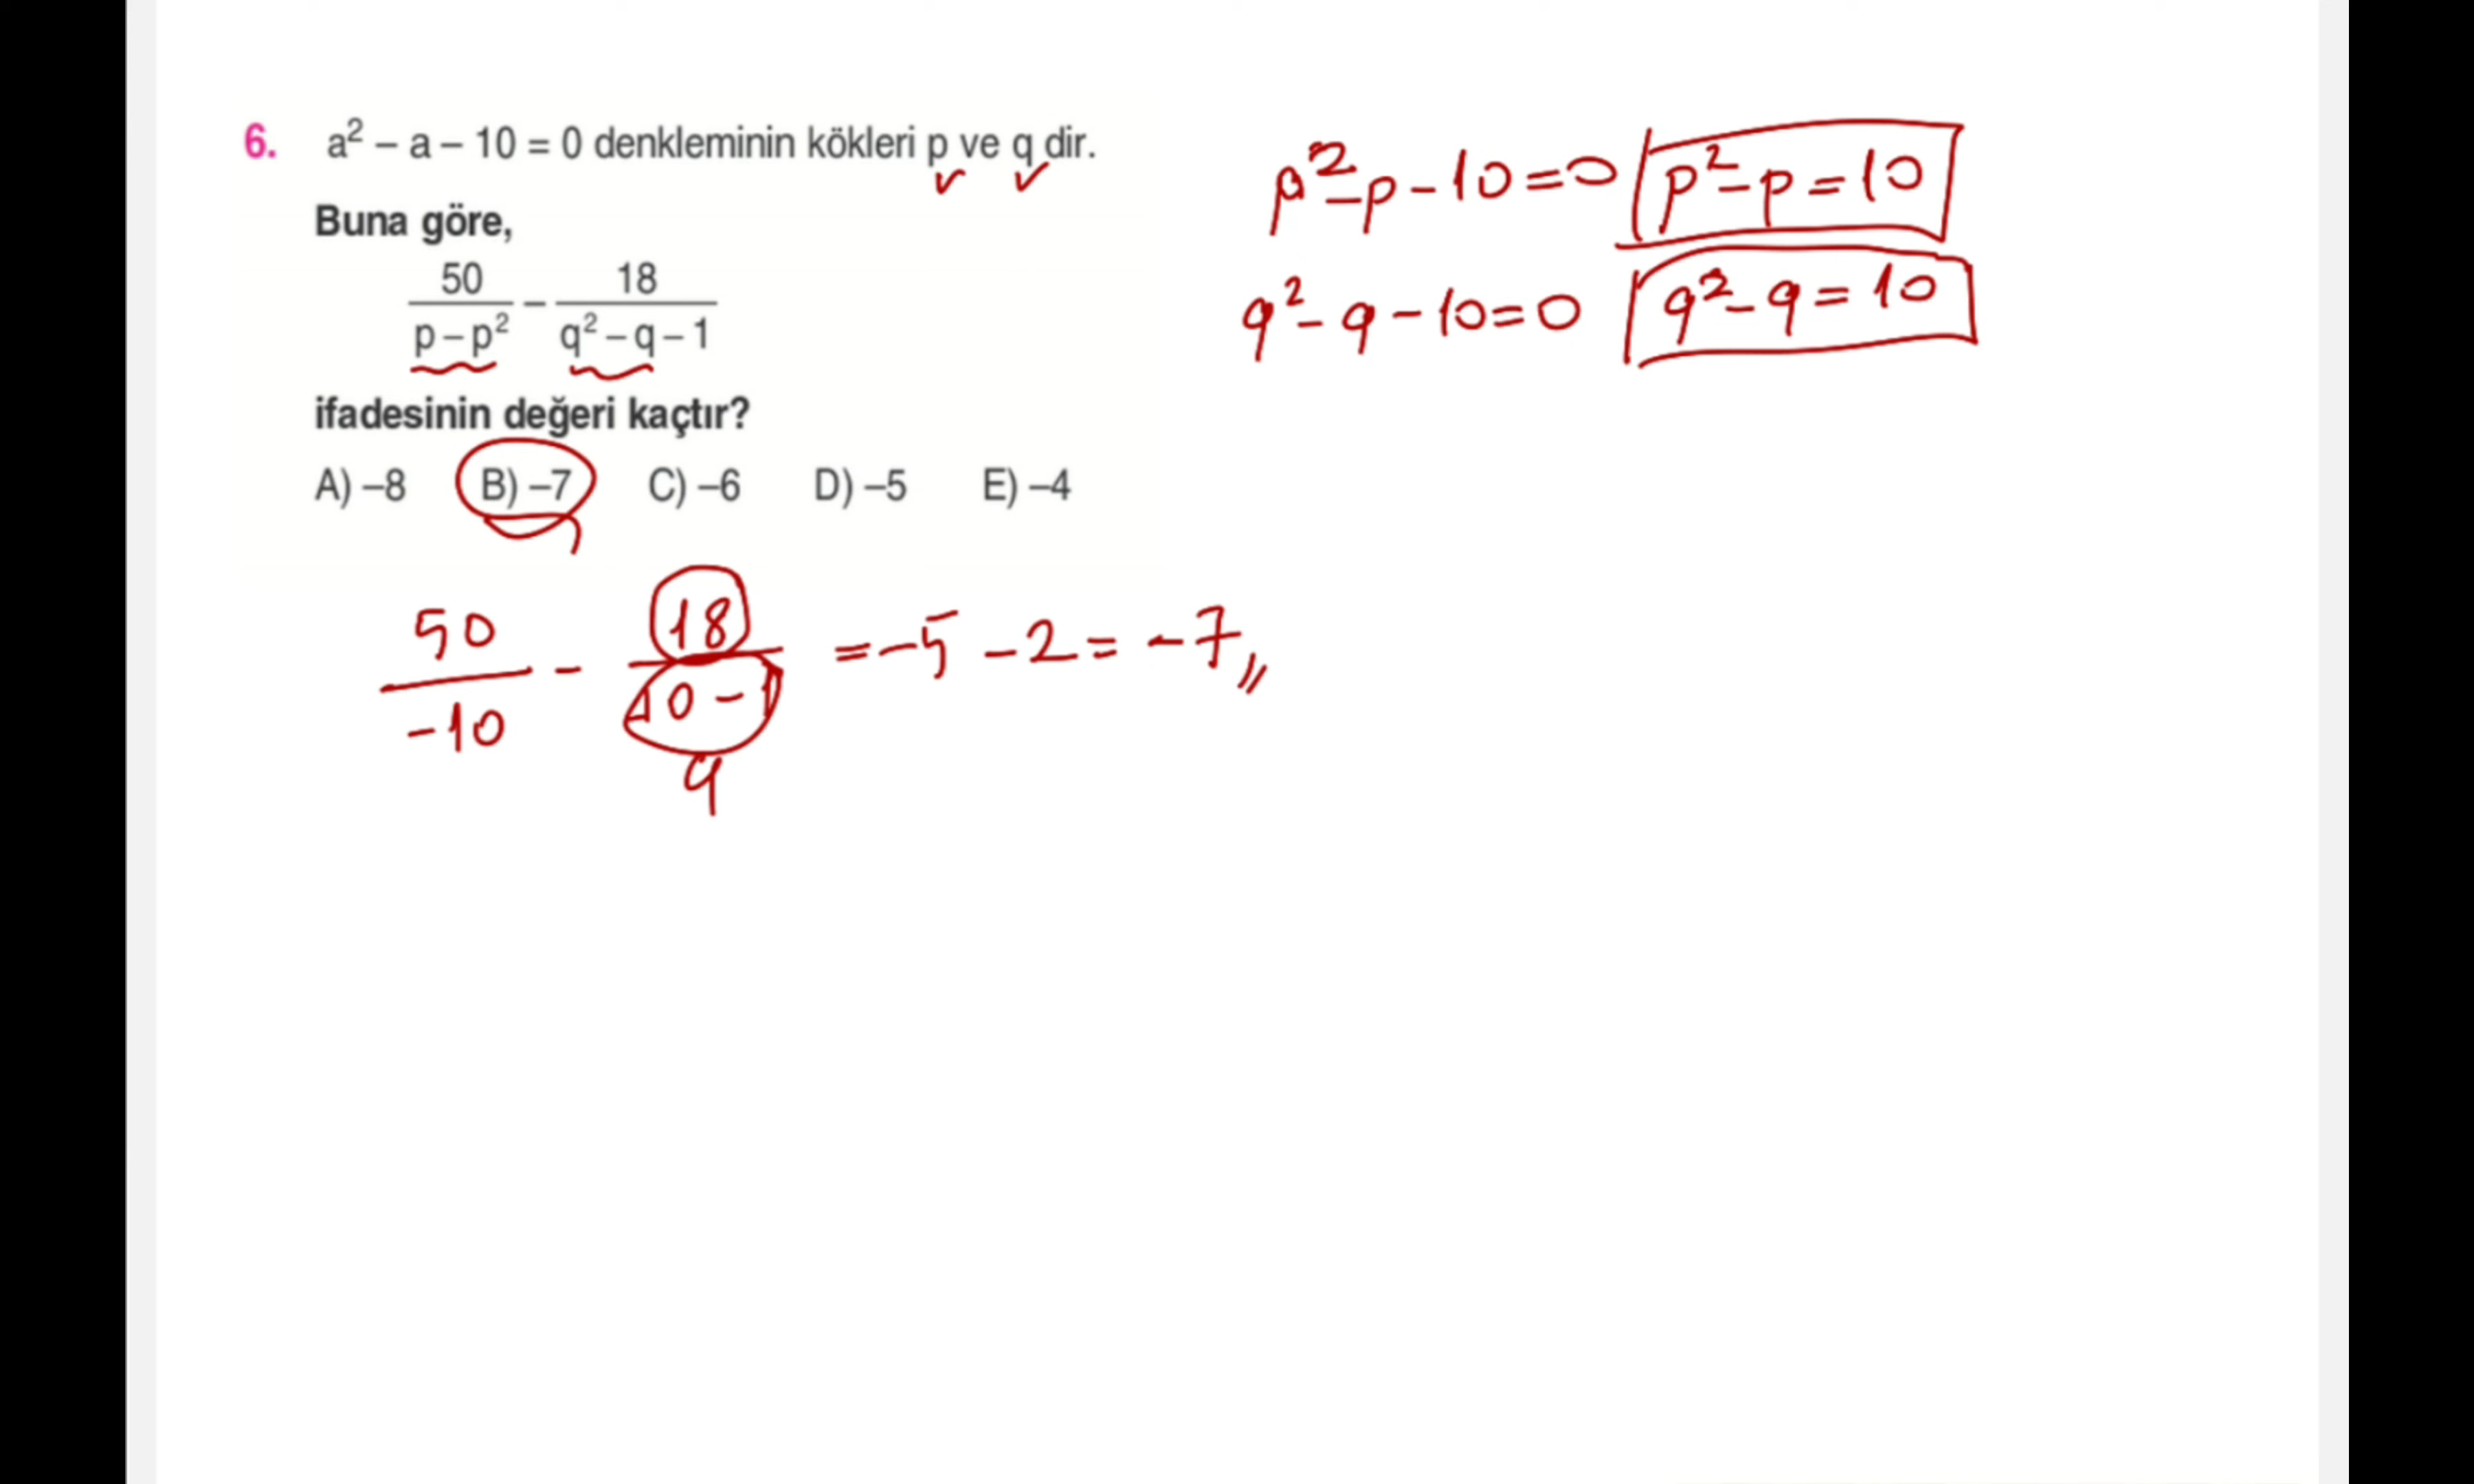 6. a² – a – 10 = 0 denkleminin kökleri p ve q dir.
Buna göre,
50/(p – p²) – 18/(q² – q – 1)
ifadesinin değeri kaçtır?
A) –8 B) –7 C) –6 D) –5 E) –4
p² – p – 10 = 0 p² – p = 10
q² – q – 10 = 0 q² – q = 10
50/–10 – 18/(10 – 1) = –5 – 2 = –7
9